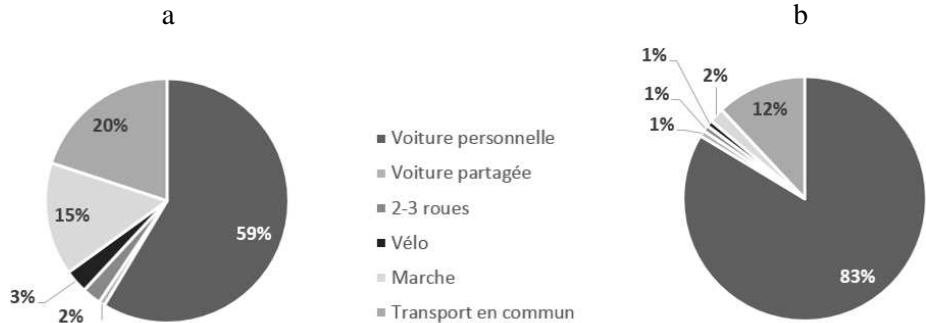 a
20%
15%
59%
3%
2%
Voiture personnelle
Voiture partagée
2-3 roues
Vélo
Marche
Transport en commun
b
1%
2%
1%
1%
12%
83%